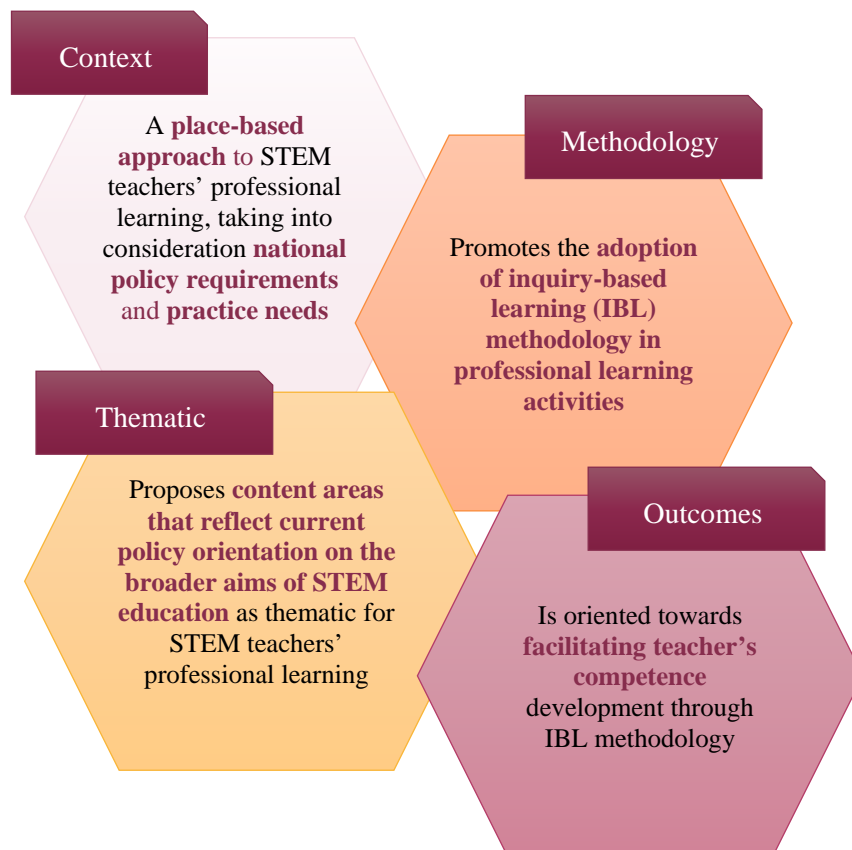 Context
A place-based
approach to STEM
teachers’ professional
learning, taking into
consideration national
policy requirements
and practice needs
Methodology
Promotes the adoption
of inquiry-based
learning (IBL)
methodology in
professional learning
activities
Thematic
Proposes content areas
that reflect current
policy orientation on the
broader aims of STEM
education as thematic for
STEM teachers’
professional learning
Outcomes
Is oriented towards
facilitating teacher’s
competence
development through
IBL methodology